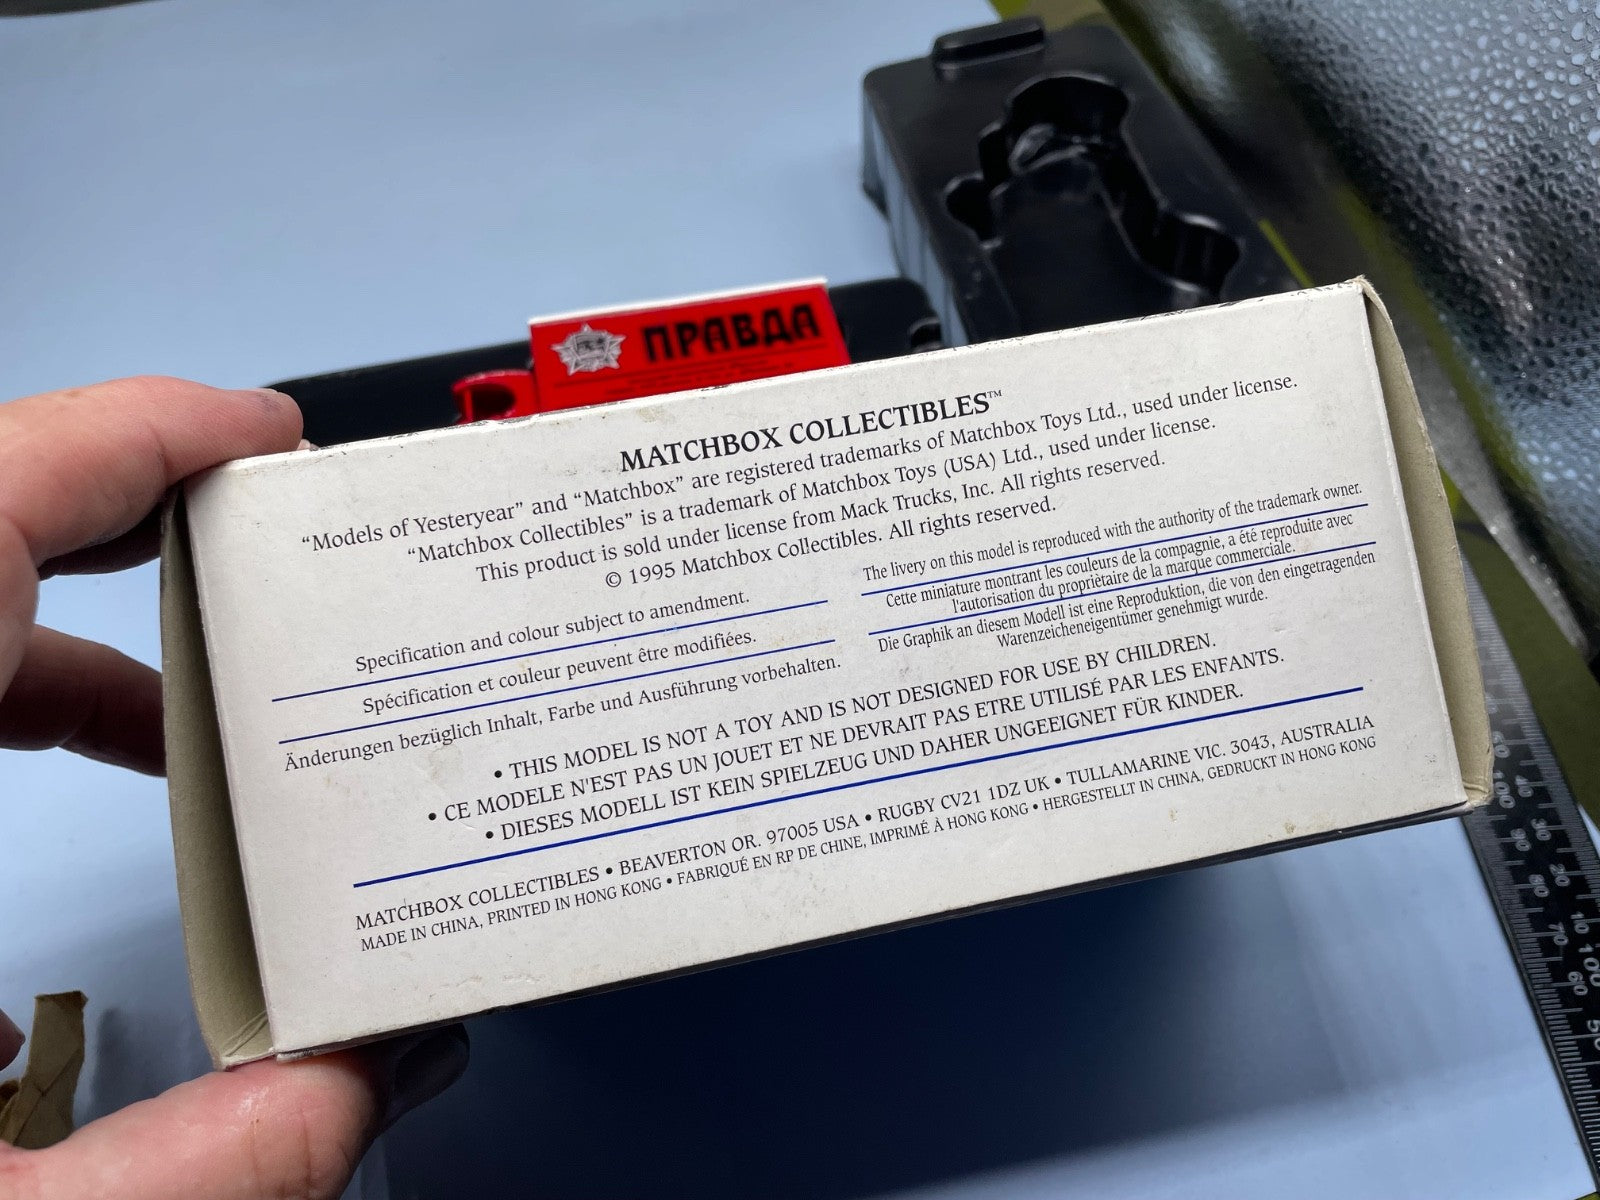 ПРАВДА
MATCHBOX COLLECTIBLES™
“Models of Yesteryear” and “Matchbox” are registered trademarks of Matchbox Toys Ltd., used under license.
“Matchbox Collectibles” is a trademark of Matchbox Toys (USA) Ltd., used under license.
This product is sold under license from Mack Trucks, Inc. All rights reserved.
© 1995 Matchbox Collectibles. All rights reserved.
Specification and colour subject to amendment.
Spécification et couleur peuvent être modifiées.
Änderungen bezüglich Inhalt, Farbe und Ausführung vorbehalten.
The livery on this model is reproduced with the authority of the trademark owner.
Cette miniature montrant les couleurs de la compagnie, a été reproduite avec
l'autorisation du propriètaire de la marque commerciale.
Die Graphik an diesem Modell ist eine Reproduktion, die von den eingetragenden
Warenzeicheneigentümer genehmigt wurde.
• THIS MODEL IS NOT A TOY AND IS NOT DESIGNED FOR USE BY CHILDREN.
• CE MODELE N'EST PAS UN JOUET ET NE DEVRAIT PAS ETRE UTILISÉ PAR LES ENFANTS.
• DIESES MODELL IST KEIN SPIELZEUG UND DAHER UNGEEIGNET FÜR KINDER.
MATCHBOX COLLECTIBLES • BEAVERTON OR. 97005 USA • RUGBY CV21 1DZ UK • TULLAMARINE VIC. 3043, AUSTRALIA
MADE IN CHINA, PRINTED IN HONG KONG • FABRIQUÉ EN RP DE CHINE, IMPRIMÉ À HONG KONG • HERGESTELLT IN CHINA, GEDRUCKT IN HONG KONG